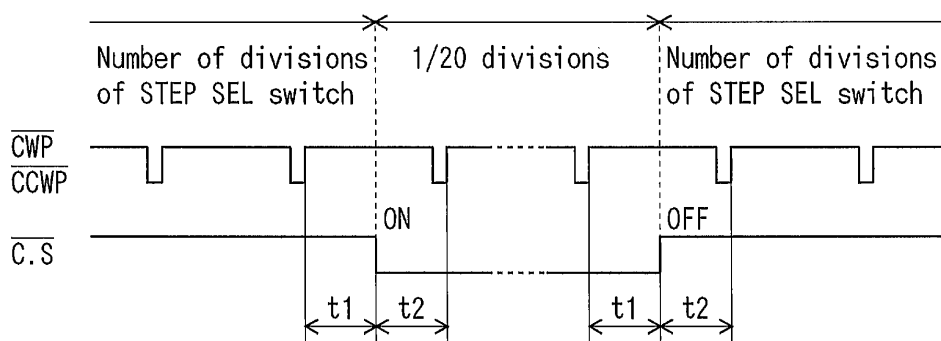 Number of divisions
of STEP SEL switch
1/20 divisions
Number of divisions
of STEP SEL switch
CWP
CCWP
ON
OFF
C.S
t1
t2
t1
t2